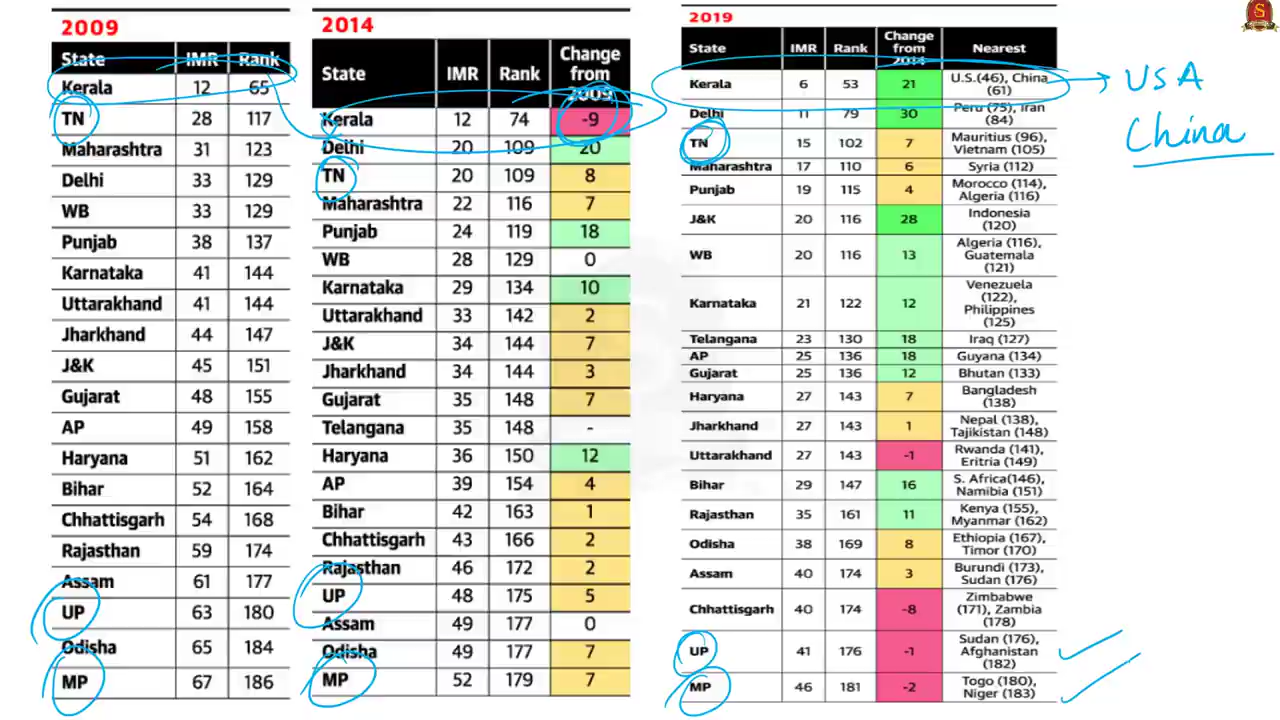 2009
State IMR Rank
Kerala 12 65
TN 28 117
Maharashtra 31 123
Delhi 33 129
WB 33 129
Punjab 38 137
Karnataka 41 144
Uttarakhand 41 144
Jharkhand 44 147
J&K 45 151
Gujarat 48 155
AP 49 158
Haryana 51 162
Bihar 52 164
Chhattisgarh 54 168
Rajasthan 59 174
Assam 61 177
UP 63 180
Odisha 65 184
MP 67 186
2014
State IMR Rank Change from 2009
Kerala 12 74 -9
Delhi 20 109 20
TN 20 109 8
Maharashtra 22 116 7
Punjab 24 119 18
WB 28 129 0
Karnataka 29 134 10
Uttarakhand 33 142 2
J&K 34 144 7
Jharkhand 34 144 3
Gujarat 35 148 7
Telangana 35 148 -
Haryana 36 150 12
AP 39 154 4
Bihar 42 163 1
Chhattisgarh 43 166 2
Rajasthan 46 172 2
UP 48 175 5
Assam 49 177 0
Odisha 49 177 7
MP 52 179 7
2019
State IMR Rank Change from 2014 Nearest
Kerala 6 53 21 U.S.(46), China (61)
Delhi 11 79 30 Peru (75), Iran (84)
TN 15 102 7 Mauritius (96), Vietnam (105)
Maharashtra 17 110 6 Syria (112)
Punjab 19 115 4 Morocco (114), Algeria (116)
J&K 20 116 28 Indonesia (120)
WB 20 116 13 Algeria (116), Guatemala (121)
Karnataka 21 122 12 Venezuela (122), Philippines (125)
Telangana 23 130 18 Iraq (127)
AP 25 136 18 Guyana (134)
Gujarat 25 136 12 Bhutan (133)
Haryana 27 143 7 Bangladesh (138)
Jharkhand 27 143 1 Nepal (138), Tajikistan (148)
Uttarakhand 27 143 -1 Rwanda (141), Eritria (149)
Bihar 29 147 16 S. Africa(146), Namibia (151)
Rajasthan 35 161 11 Kenya (155), Myanmar (162)
Odisha 38 169 8 Ethiopia (167), Timor (170)
Assam 40 174 3 Burundi (173), Sudan (176)
Chhattisgarh 40 174 -8 Zimbabwe (171), Zambia (178)
UP 41 176 -1 Sudan (176), Afghanistan (182)
MP 46 181 -2 Togo (180), Niger (183)
USA
China